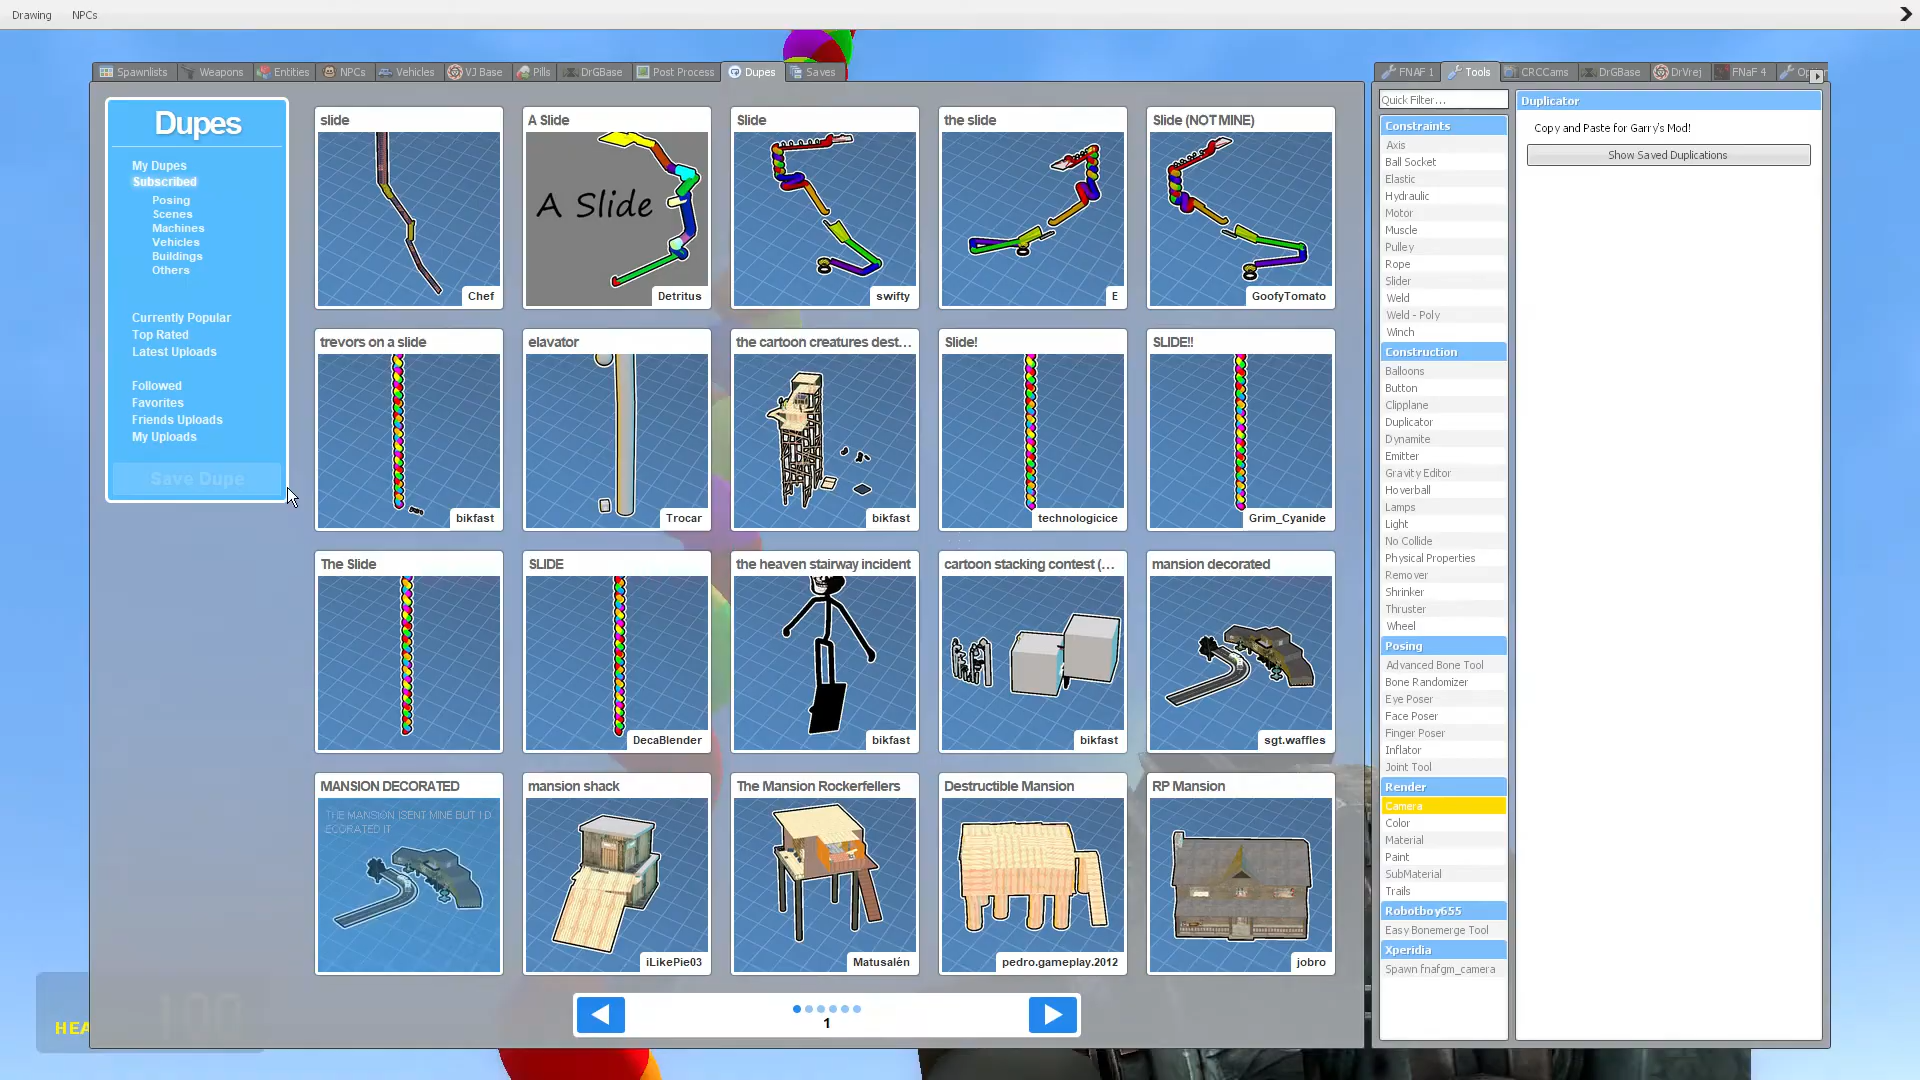 Drawing NPCs
Spawnlists Weapons Entities NPCs Vehicles VJ Base Pills DrGBase Post Process Dupes Saves
FNAF 1 Tools CRCCams DrGBase DrVrej FNaF 4
Dupes
My Dupes
Subscribed
Posing
Scenes
Machines
Vehicles
Buildings
Others
Currently Popular
Top Rated
Latest Uploads
Followed
Favorites
Friends Uploads
My Uploads
Save Dupe
slide
Chef
A Slide
A Slide
Detritus
Slide
swifty
the slide
E
Slide (NOT MINE)
GoofyTomato
trevors on a slide
bikfast
elavator
Trocar
the cartoon creatures dest...
bikfast
Slide!
technologicice
SLIDE!!
Grim_Cyanide
The Slide
SLIDE
DecaBlender
the heaven stairway incident
bikfast
cartoon stacking contest (...
bikfast
mansion decorated
sgt.waffles
MANSION DECORATED
THE MANSION ISENT MINE BUT I D
ECORATED IT
mansion shack
iLikePie03
The Mansion Rockerfellers
Matusalén
Destructible Mansion
pedro.gameplay.2012
RP Mansion
jobro
1
HEA
100
Quick Filter...
Constraints
Axis
Ball Socket
Elastic
Hydraulic
Motor
Muscle
Pulley
Rope
Slider
Weld
Weld - Poly
Winch
Construction
Balloons
Button
Clipplane
Duplicator
Dynamite
Emitter
Gravity Editor
Hoverball
Lamps
Light
No Collide
Physical Properties
Remover
Shrinker
Thruster
Wheel
Posing
Advanced Bone Tool
Bone Randomizer
Eye Poser
Face Poser
Finger Poser
Inflator
Joint Tool
Render
Camera
Color
Material
Paint
SubMaterial
Trails
Robotboy655
Easy Bonemerge Tool
Xperidia
Spawn fnafgm_camera
Duplicator
Copy and Paste for Garry's Mod!
Show Saved Duplications